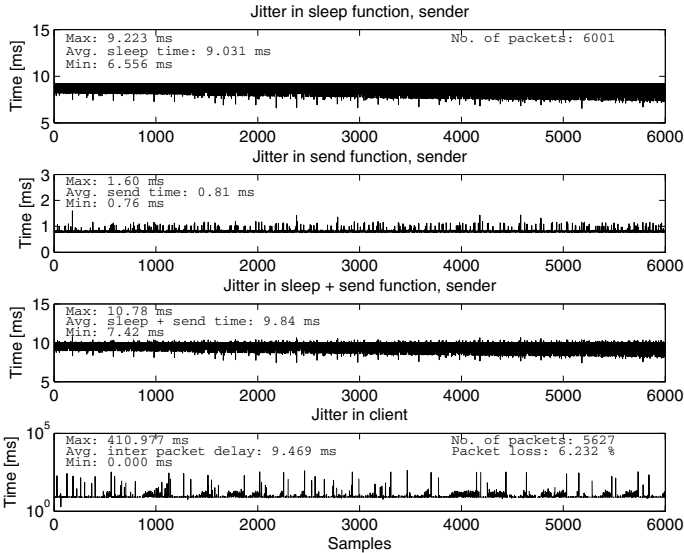 Jitter in sleep function, sender
Time [ms]
15
10
5
Max: 9.223 ms
Avg. sleep time: 9.031 ms
Min: 6.556 ms
No. of packets: 6001
0 1000 2000 3000 4000 5000 6000
Jitter in send function, sender
Time [ms]
3
2
1
0
Max: 1.60 ms
Avg. send time: 0.81 ms
Min: 0.76 ms
0 1000 2000 3000 4000 5000 6000
Jitter in sleep + send function, sender
Time [ms]
15
10
5
Max: 10.78 ms
Avg. sleep + send time: 9.84 ms
Min: 7.42 ms
0 1000 2000 3000 4000 5000 6000
Jitter in client
Time [ms]
10^5
10^0
Max: 410.977 ms
Avg. inter packet delay: 9.469 ms
Min: 0.000 ms
No. of packets: 5627
Packet loss: 6.232 %
0 1000 2000 3000 4000 5000 6000
Samples